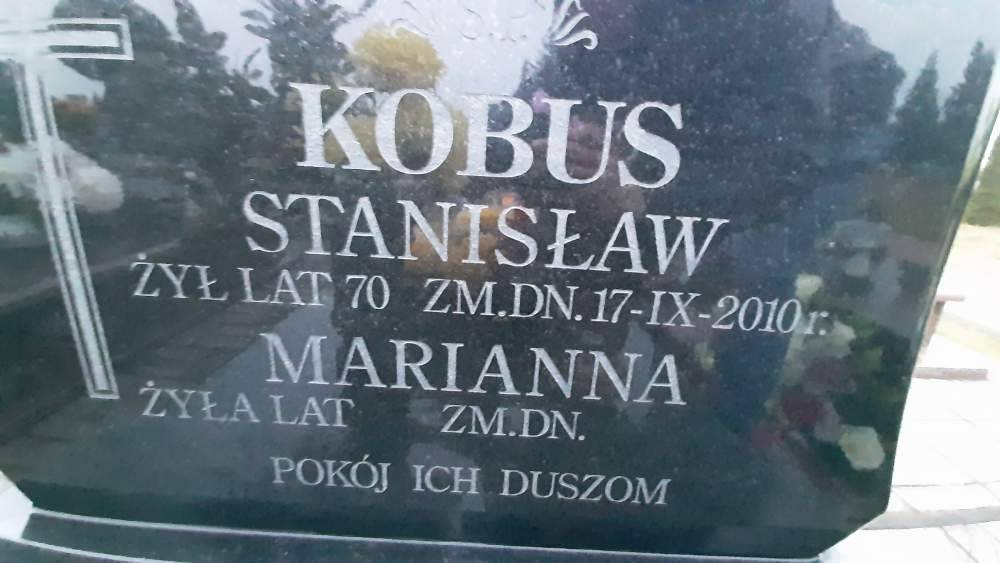 Ś.P.
KOBUS
STANISŁAW
ŻYŁ LAT 70 ZM.DN. 17-IX-2010 r.
MARIANNA
ŻYŁA LAT ZM.DN.
POKÓJ ICH DUSZOM